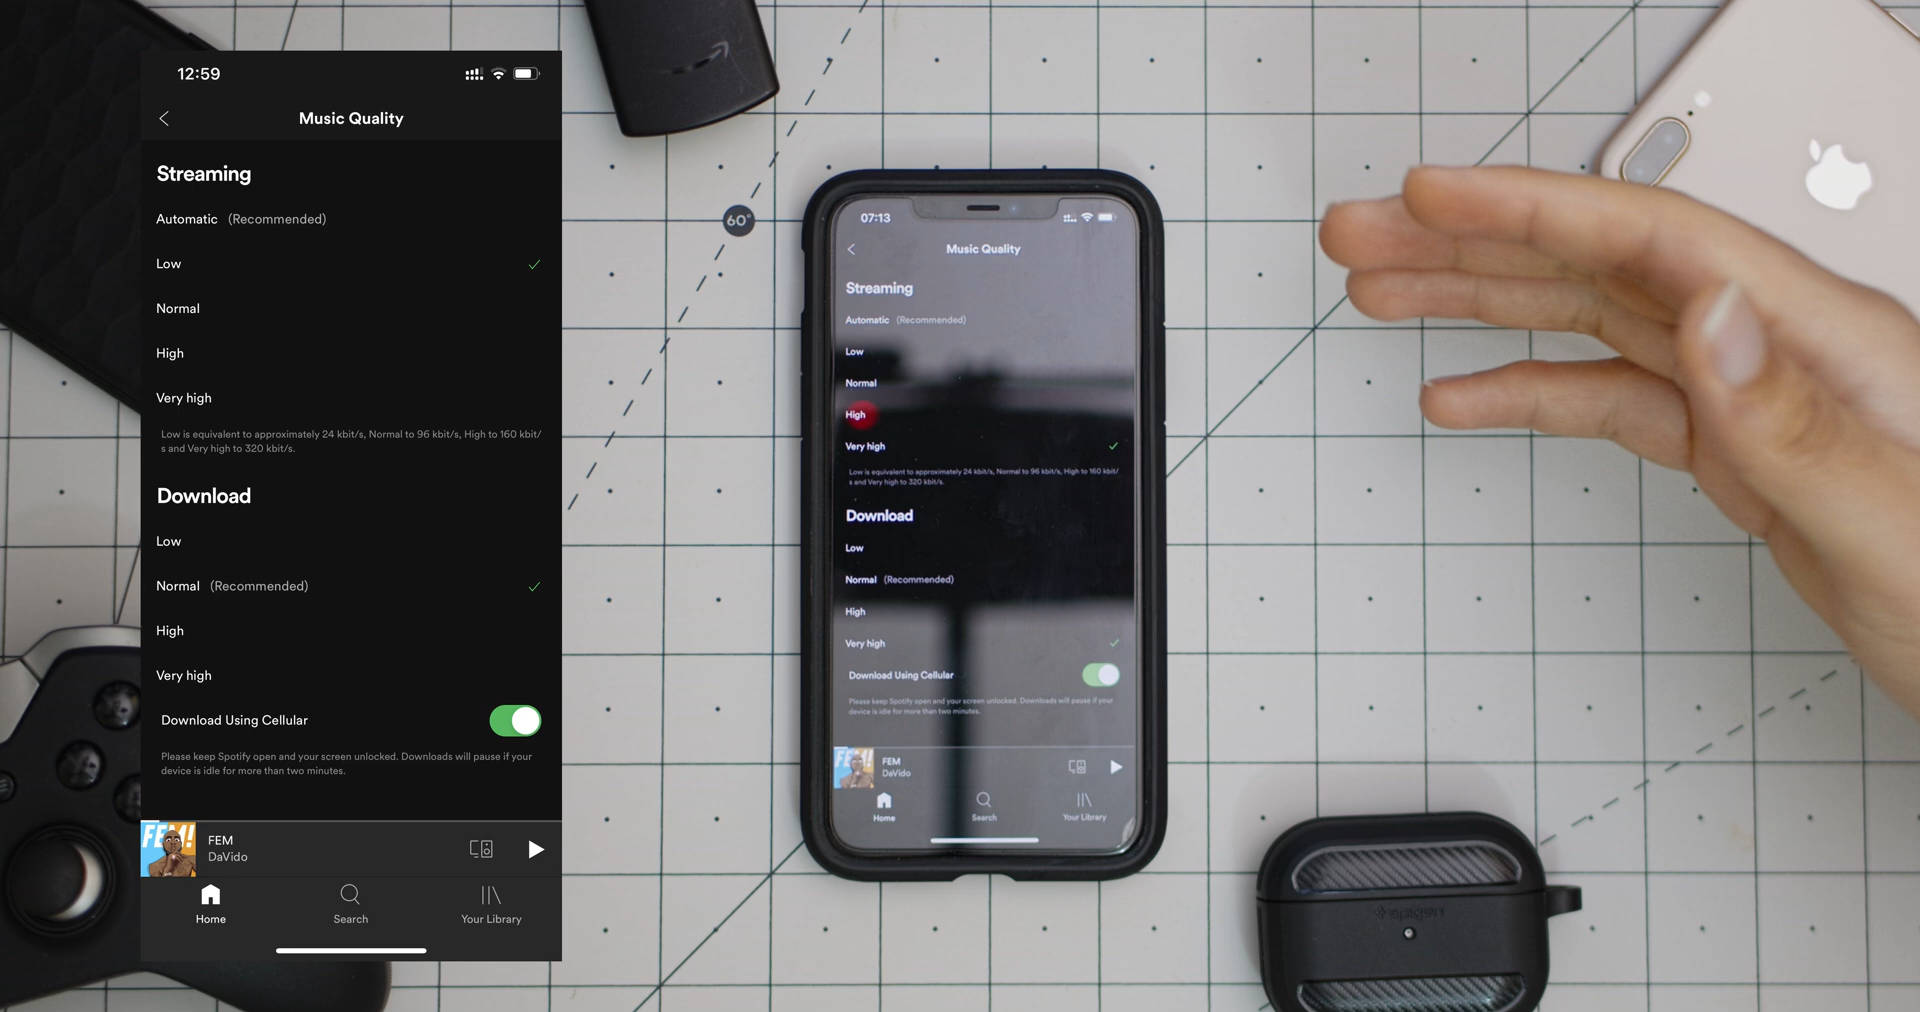 12:59
Music Quality
Streaming
Automatic (Recommended)
Low
Normal
High
Very high
Low is equivalent to approximately 24 kbit/s, Normal to 96 kbit/s, High to 160 kbit/
s and Very high to 320 kbit/s.
Download
Low
Normal (Recommended)
High
Very high
Download Using Cellular
Please keep Spotify open and your screen unlocked. Downloads will pause if your
device is idle for more than two minutes.
FEM!
FEM
DaVido
Home
Search
Your Library
60°
07:13
Music Quality
Streaming
Automatic (Recommended)
Low
Normal
High
Very high
Low is equivalent to approximately 24 kbit/s, Normal to 96 kbit/s, High to 160 kbit/
s and Very high to 320 kbit/s.
Download
Low
Normal (Recommended)
High
Very high
Download Using Cellular
Please keep Spotify open and your screen unlocked. Downloads will pause if your
device is idle for more than two minutes.
FEM!
FEM
DaVido
Home
Search
Your Library
spigen